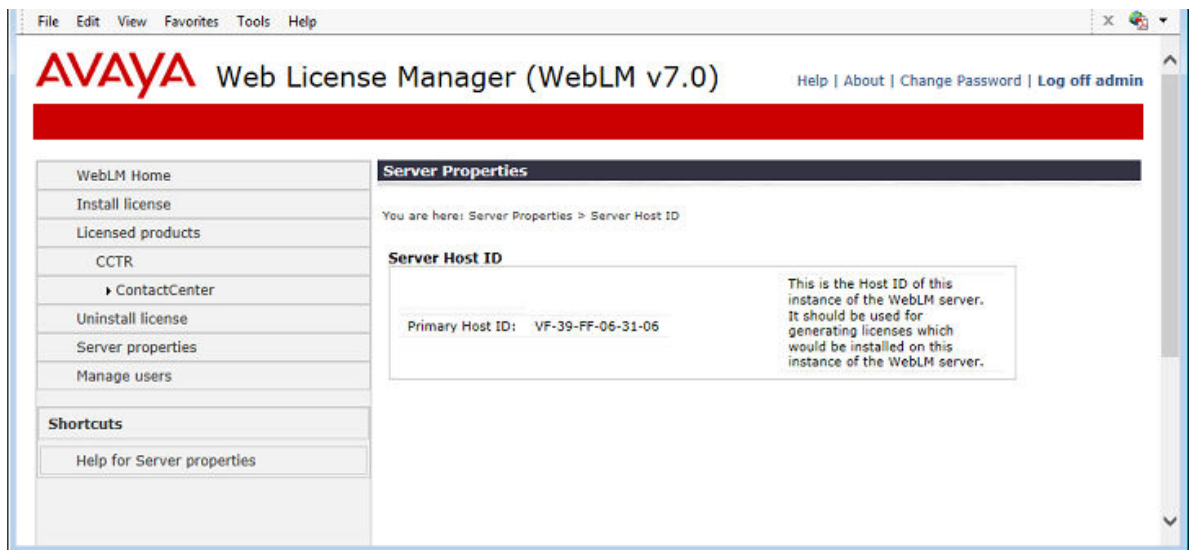 File Edit View Favorites Tools Help
AVAYA Web License Manager (WebLM v7.0)
Help | About | Change Password | Log off admin
WebLM Home
Install license
Licensed products
CCTR
ContactCenter
Uninstall license
Server properties
Manage users
Shortcuts
Help for Server properties
Server Properties
You are here: Server Properties > Server Host ID
Server Host ID
Primary Host ID: VF-39-FF-06-31-06
This is the Host ID of this
instance of the WebLM server.
It should be used for
generating licenses which
would be installed on this
instance of the WebLM server.